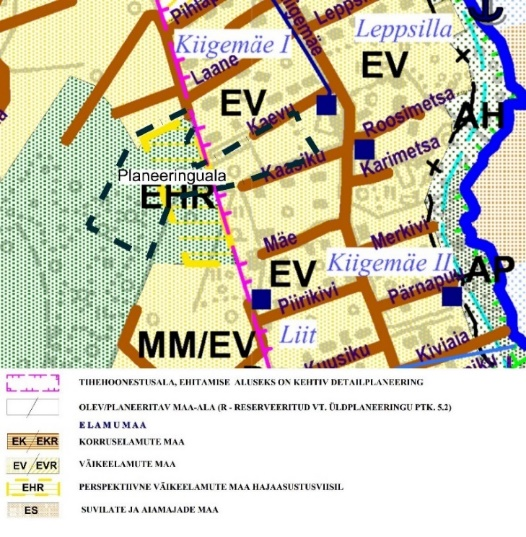 Pihla
Leppsi
Kiigemäe
Kiigemäe I
Leppsilla
Laane
EV
EV
Kaevu
Roosimetsa
AH
Kaasiku
Karimetsa
Planeeringuala
EHR
Mäe
Merkivi
EV
Kiigemäe II
AP
Piirikivi
Pärnapuu
Liit
MM/EV
Kuusiku
Kiviaia
TIHEHOONESTUSALA, EHITAMISE ALUSEKS ON KEHTIV DETAILPLANEERING
OLEV/PLANEERITAV MAA-ALA (R - RESERVEERITUD VT. ÜLDPLANEERINGU PTK. 5.2)
ELAMUMAA
EK / EKR KORRUSELAMUTE MAA
EV / EVR VÄIKEELAMUTE MAA
EHR PERSPEKTIIVNE VÄIKEELAMUTE MAA HAJAASUSTUSVIISIL
ES SUVILATE JA AIAMAJADE MAA